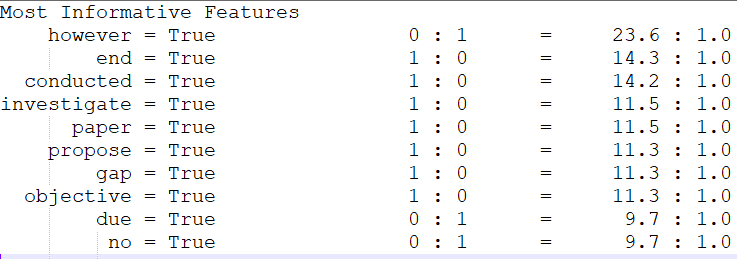 Most Informative Features
however = True 0 : 1 = 23.6 : 1.0
end = True 1 : 0 = 14.3 : 1.0
conducted = True 1 : 0 = 14.2 : 1.0
investigate = True 1 : 0 = 11.5 : 1.0
paper = True 1 : 0 = 11.5 : 1.0
propose = True 1 : 0 = 11.3 : 1.0
gap = True 1 : 0 = 11.3 : 1.0
objective = True 1 : 0 = 11.3 : 1.0
due = True 0 : 1 = 9.7 : 1.0
no = True 0 : 1 = 9.7 : 1.0